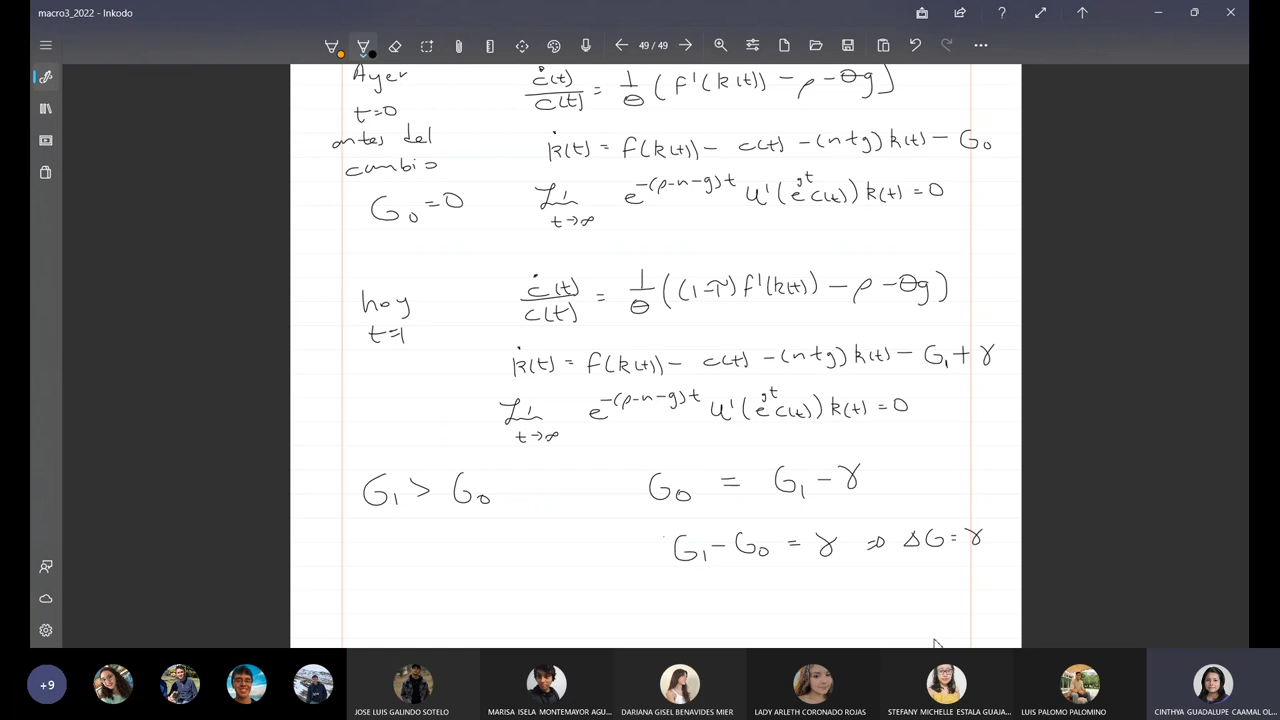 macro3_2022 - Inkodo
49 / 49
Ayer
t=0
antes del
cambio
G₀ = 0
ċ(t)/c(t) = 1/θ (f'(k(t)) - ρ - θg)
k̇(t) = f(k(t)) - c(t) - (n+g)k(t) - G₀
Lim t→∞ e^-(ρ-n-g)t u'(e^gt c(t)) k(t) = 0
hoy
t=1
ċ(t)/c(t) = 1/θ ((1-τ) f'(k(t)) - ρ - θg)
k̇(t) = f(k(t)) - c(t) - (n+g)k(t) - G₁ + γ
Lim t→∞ e^-(ρ-n-g)t u'(e^gt c(t)) k(t) = 0
G₁ > G₀
G₀ = G₁ - γ
G₁ - G₀ = γ ⇒ ΔG = γ
+9
JOSE LUIS GALINDO SOTELO
MARISA ISELA MONTEMAYOR AGU...
DARIANA GISEL BENAVIDES MIER
LADY ARLETH CORONADO ROJAS
STEFANY MICHELLE ESTALA GUAJA...
LUIS PALOMO PALOMINO
CINTHYA GUADALUPE CAAMAL OL...